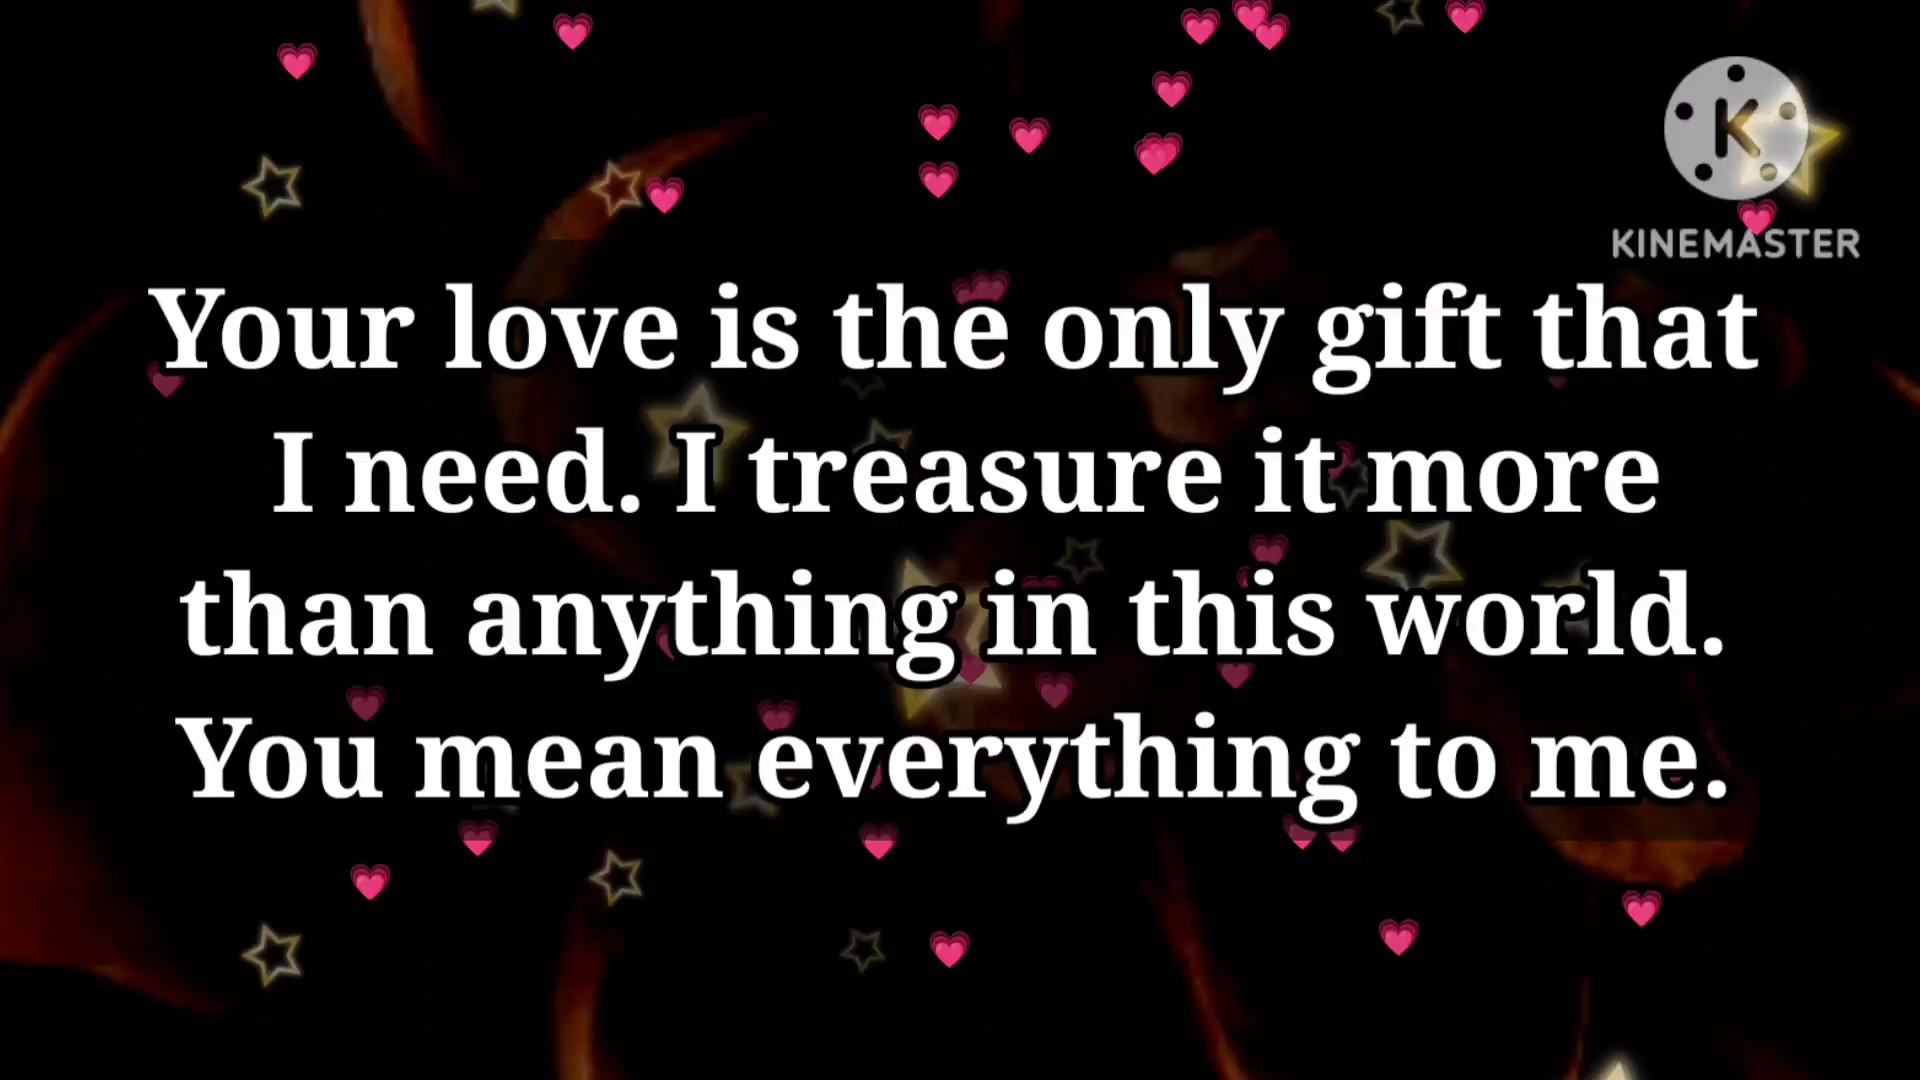 K
KINEMASTER
Your love is the only gift that
I need. I treasure it more
than anything in this world.
You mean everything to me.